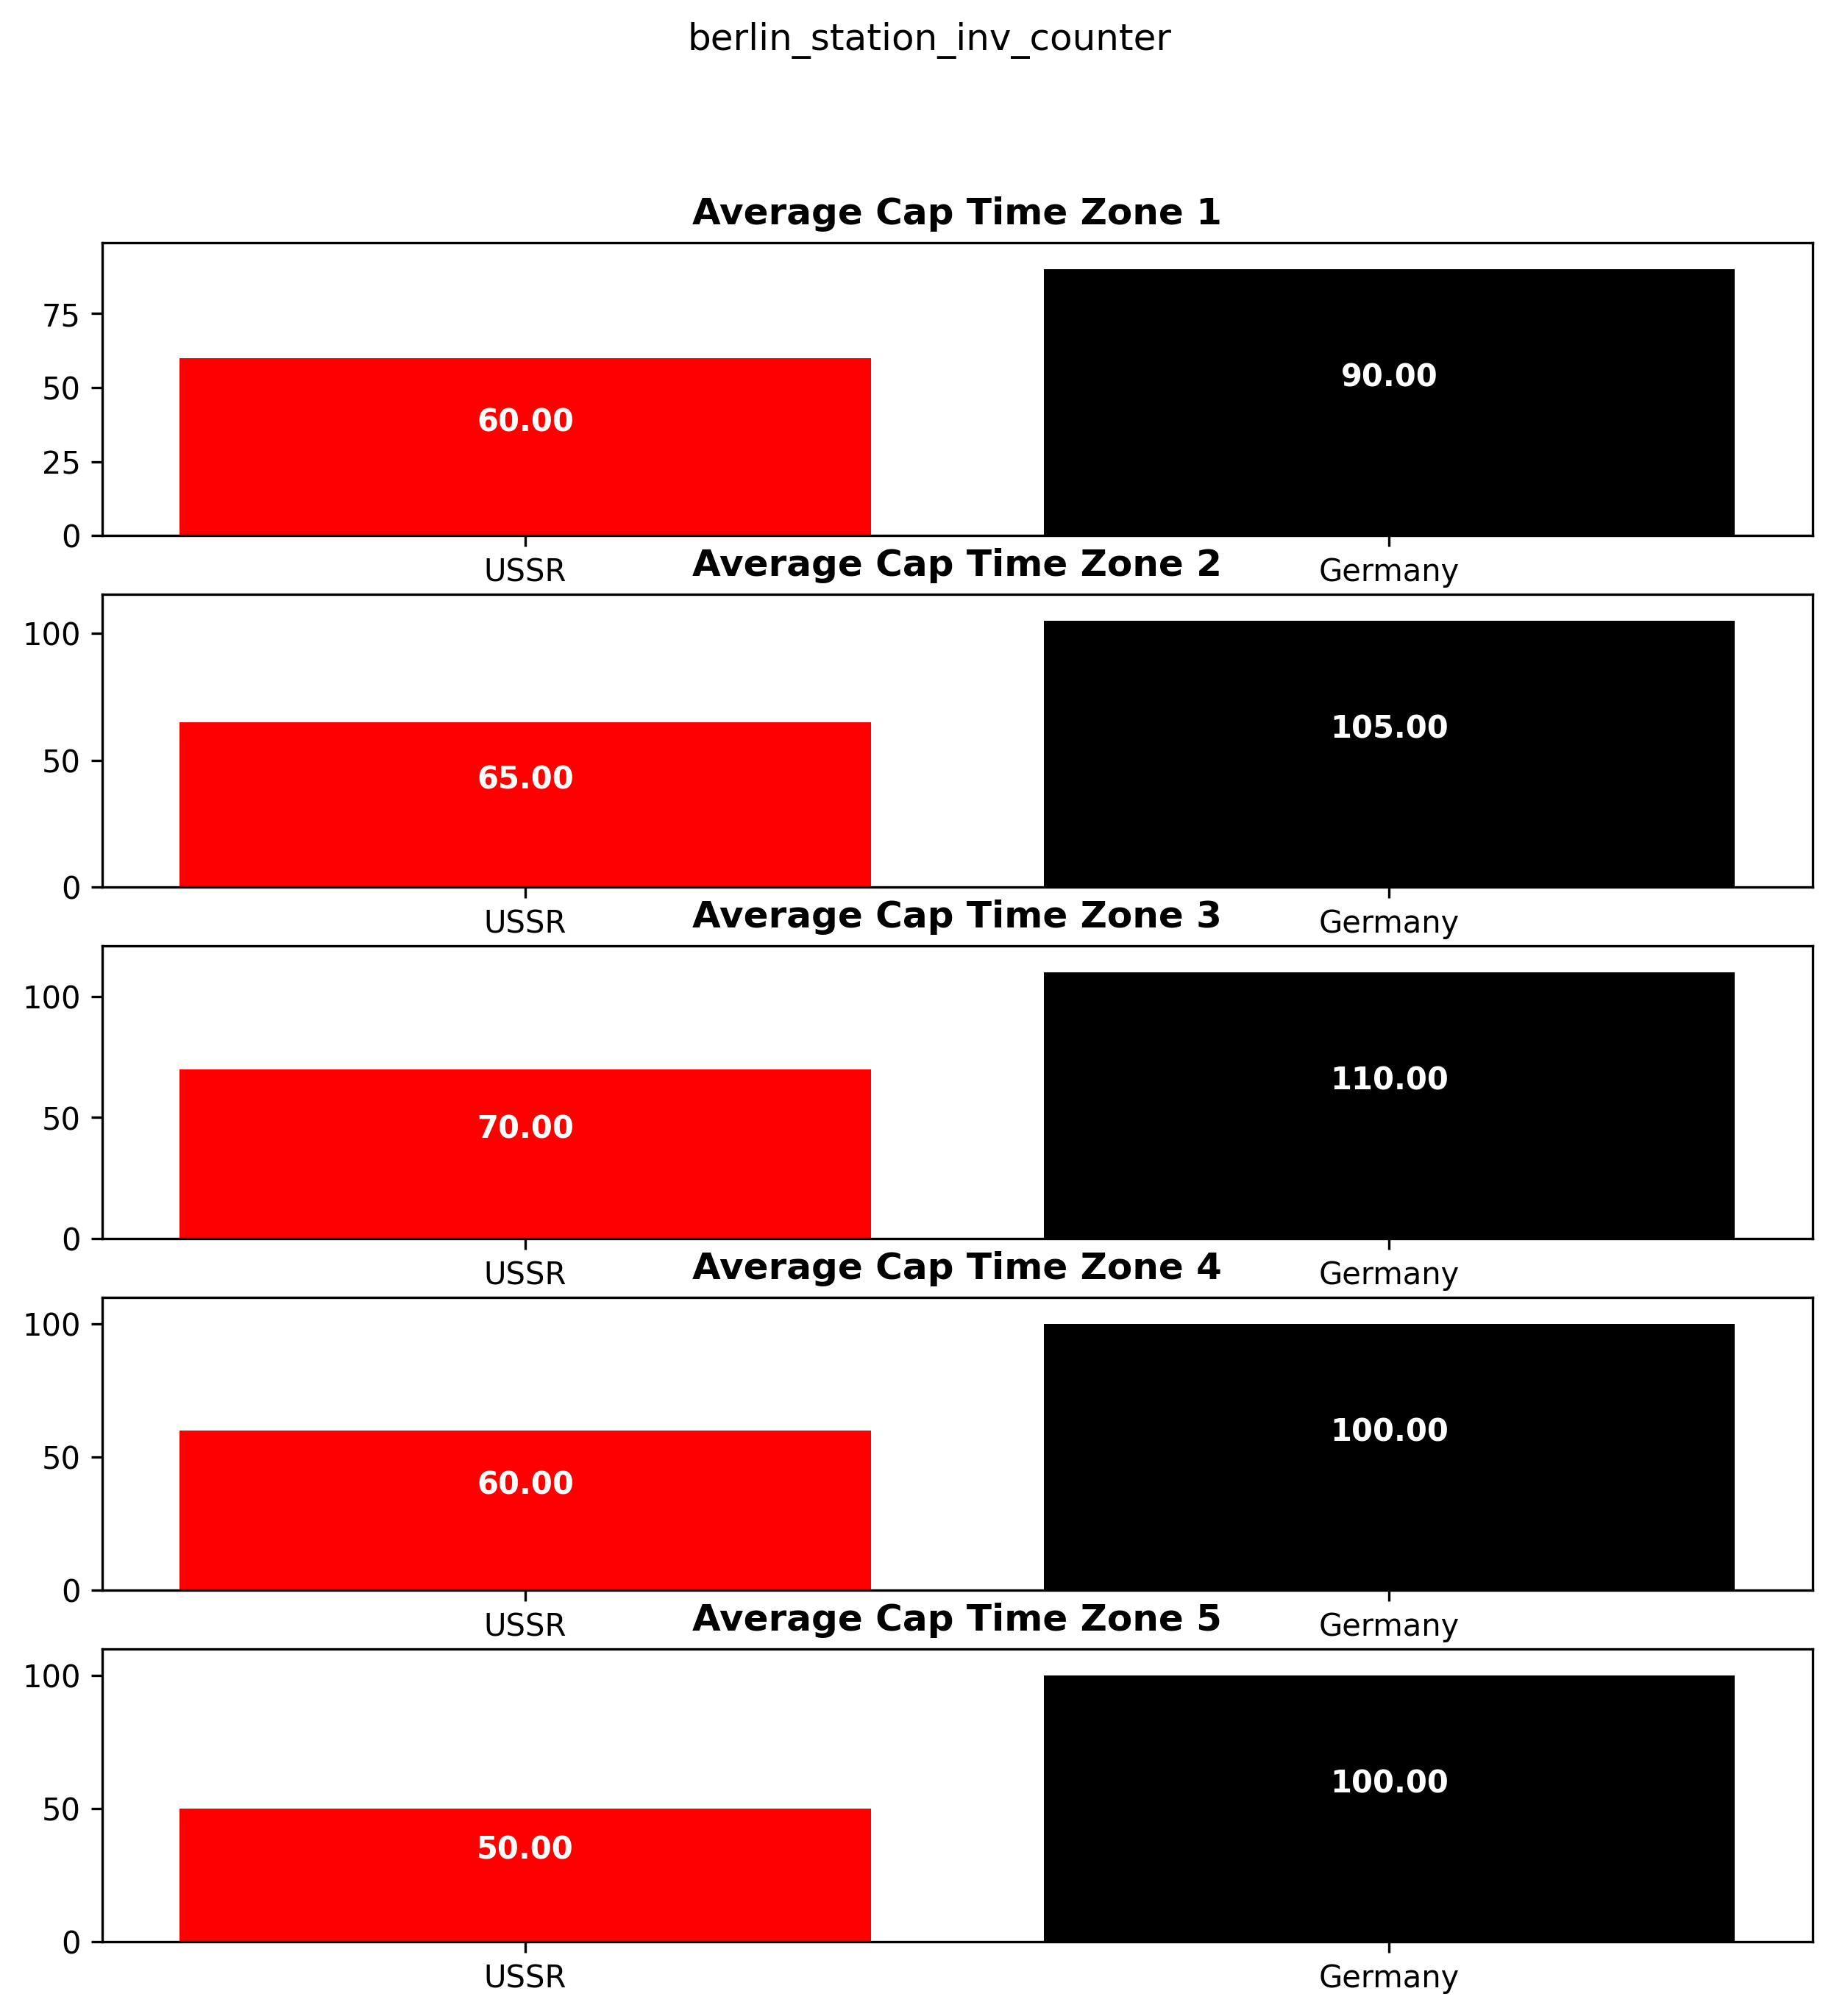 berlin_station_inv_counter
Average Cap Time Zone 1
75
50
25
0
60.00
90.00
USSR
Germany
Average Cap Time Zone 2
100
50
0
65.00
105.00
USSR
Germany
Average Cap Time Zone 3
100
50
0
70.00
110.00
USSR
Germany
Average Cap Time Zone 4
100
50
0
60.00
100.00
USSR
Germany
Average Cap Time Zone 5
100
50
0
50.00
100.00
USSR
Germany